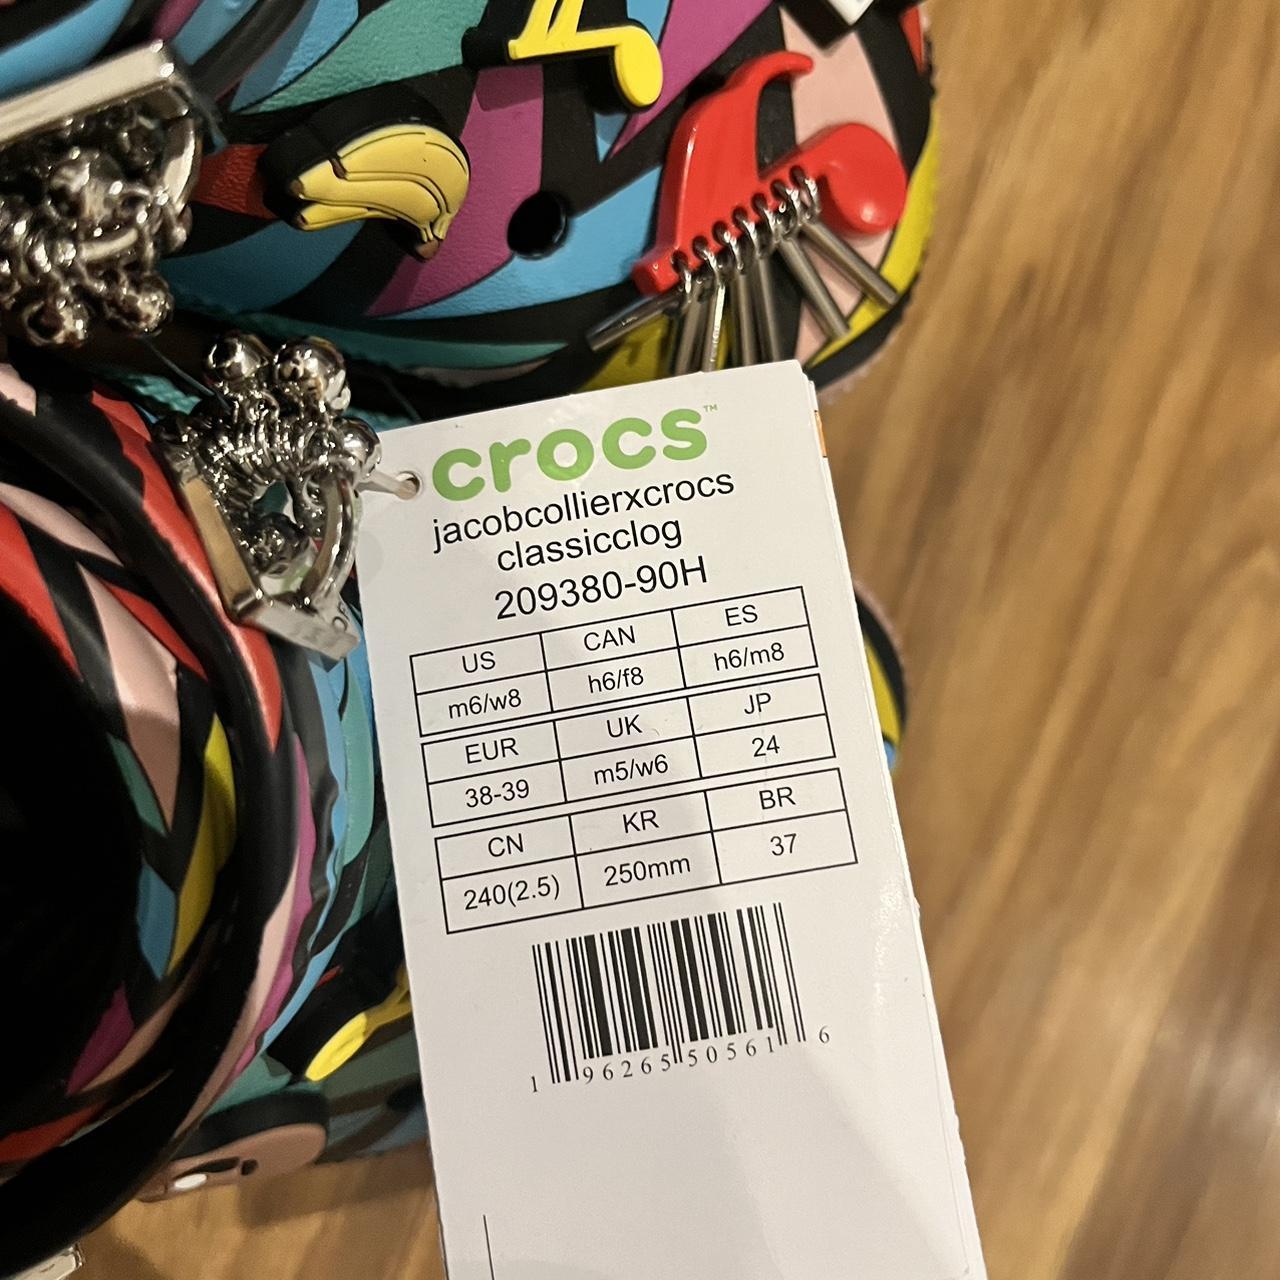 crocs™
jacobcollierxcrocs
classicclog
209380-90H
US CAN ES
m6/w8 h6/f8 h6/m8
EUR UK JP
38-39 m5/w6 24
CN KR BR
240(2.5) 250mm 37
1 96265 50561 6